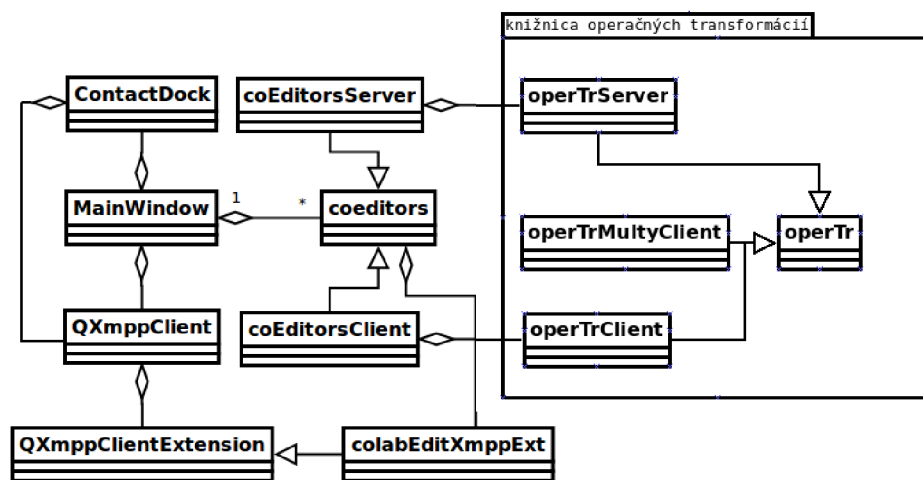 knižnica operačných transformácií
ContactDock
coEditorsServer
operTrServer
MainWindow
1
*
coeditors
operTrMultyClient
operTr
QXmppClient
coEditorsClient
operTrClient
QXmppClientExtension
colabEditXmppExt